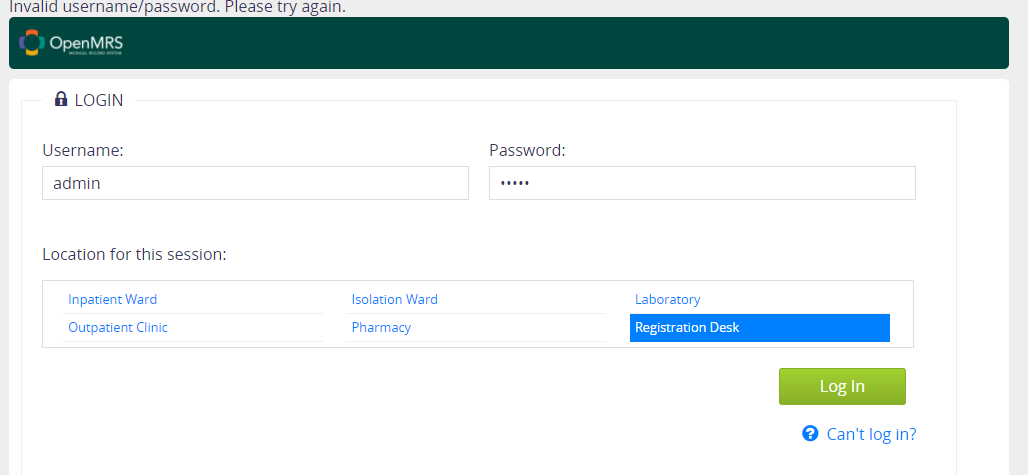 Invalid username/password. Please try again.
OpenMRS
MEDICAL RECORD SYSTEM
LOGIN
Username: Password:
admin •••••
Location for this session:
Inpatient Ward Isolation Ward Laboratory
Outpatient Clinic Pharmacy Registration Desk
Log In
? Can't log in?